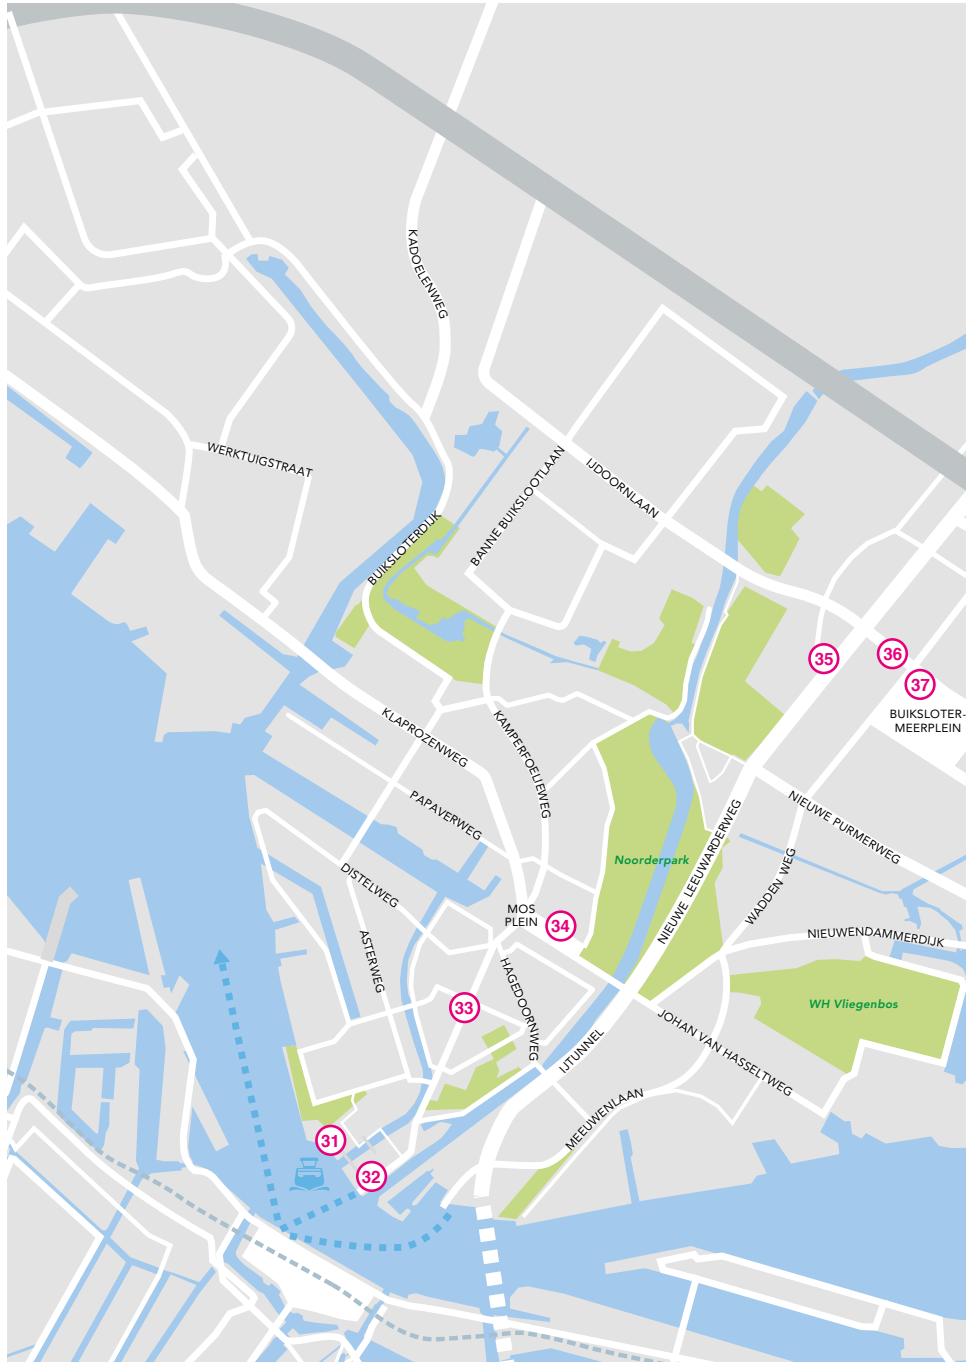 KADOELENWEG
WERKTUIGSTRAAT
BANNE BUIKSLOOTLAAN
IJDOORNLAAN
BUIKSLOTERDIJK
35
36
37
BUIKSLOTER-
MEERPLEIN
KLAPROZENWEG
KAMPERFOELIEWEG
PAPAVERWEG
NIEUWE PURMERWEG
NIEUWE LEEUWARDERWEG
Noorderpark
WADDEN WEG
DISTELWEG
MOS
PLEIN
34
NIEUWENDAMMERDIJK
ASTERWEG
HAGEDOORNWEG
33
WH Vliegenbos
JOHAN VAN HASSELTWEG
IJTUNNEL
MEEUWENLAAN
31
32